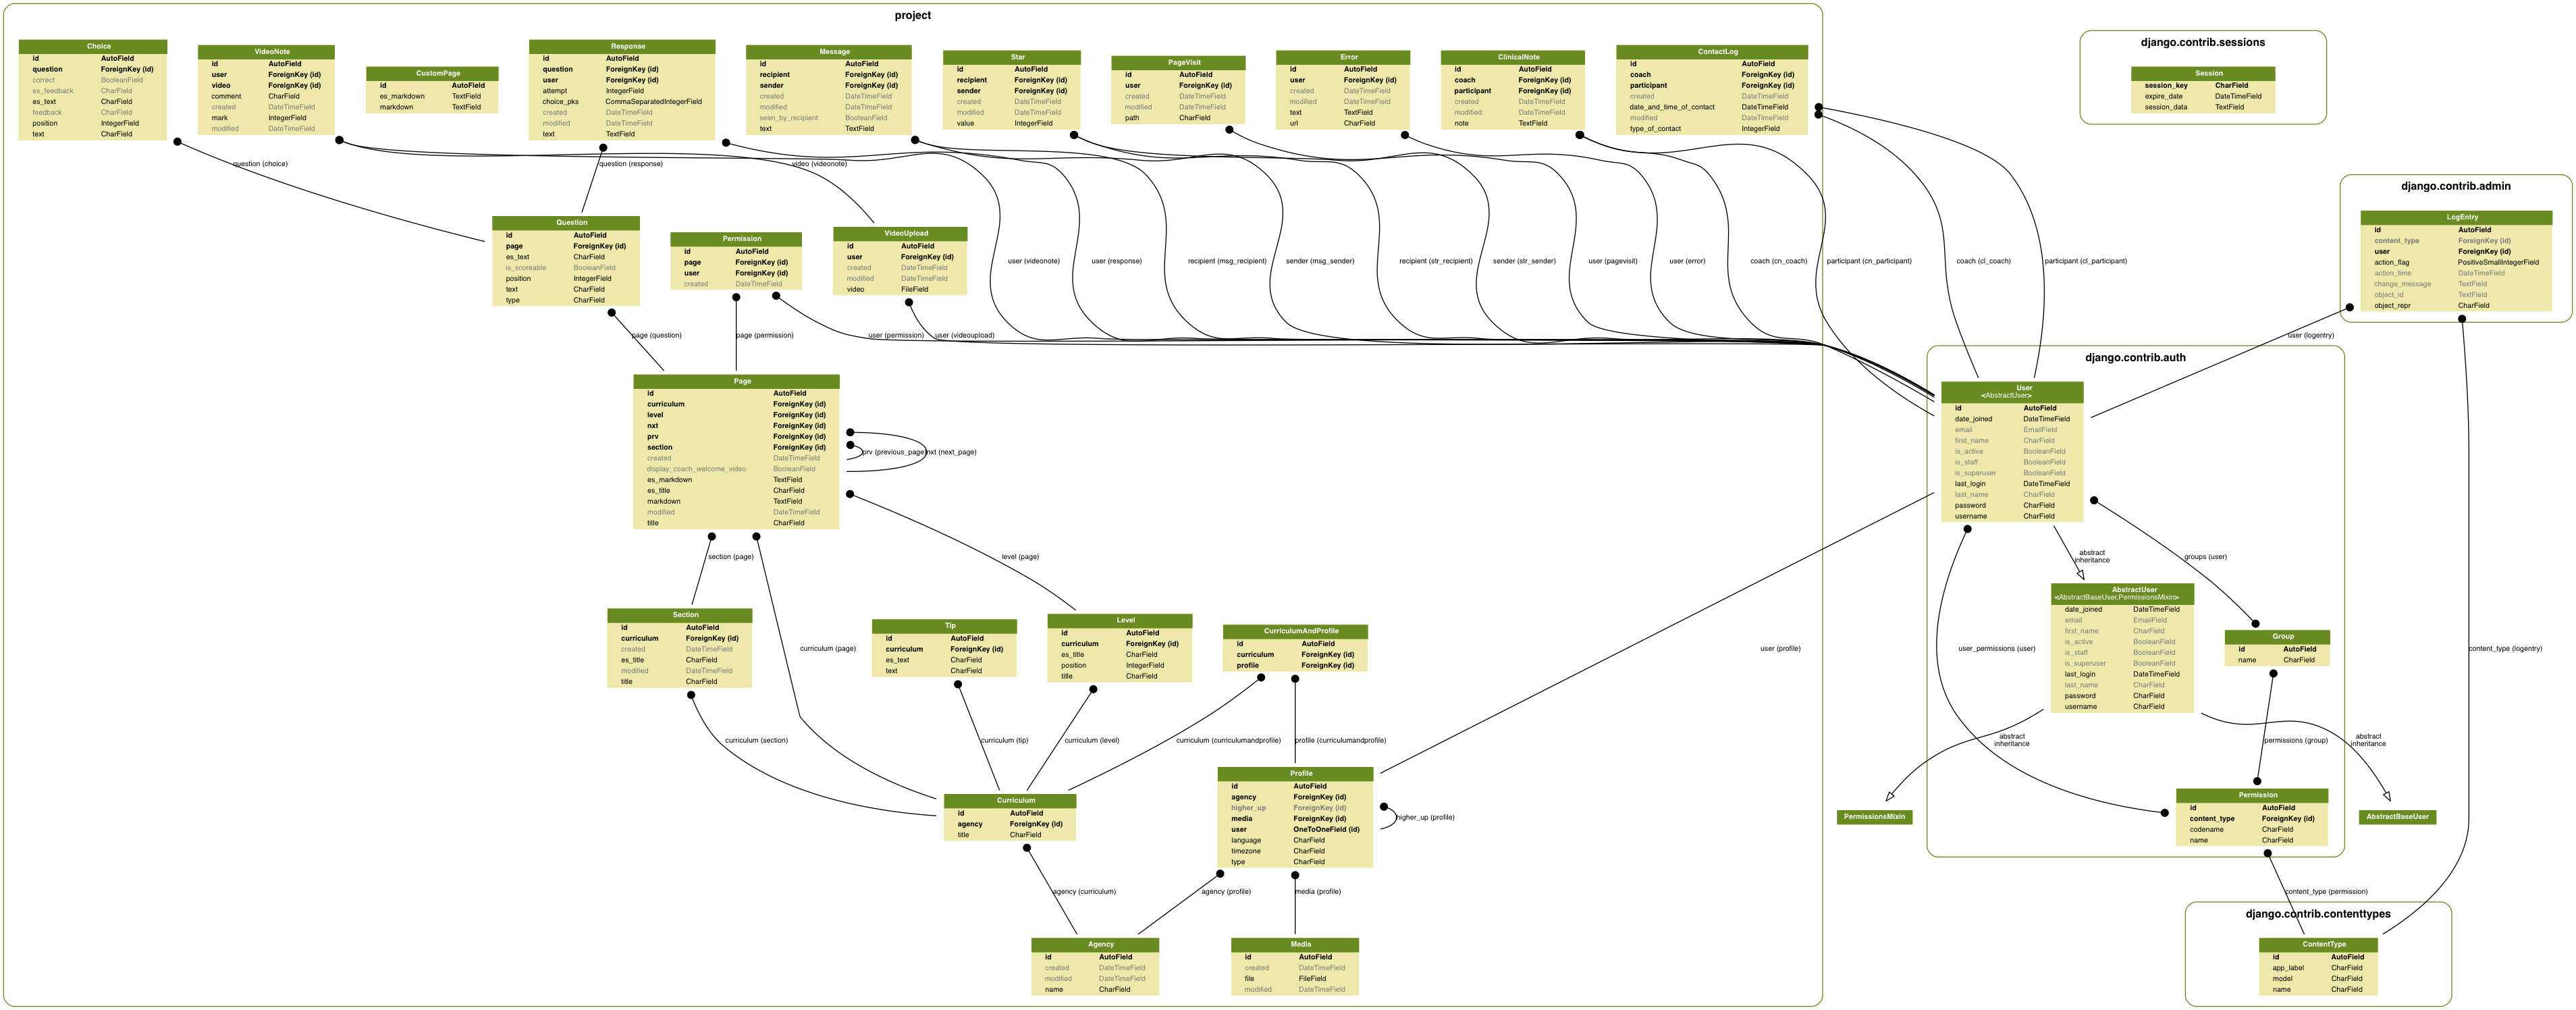 project
Choice
id AutoField
question ForeignKey (id)
correct BooleanField
es_feedback CharField
es_text CharField
feedback CharField
position IntegerField
text CharField
VideoNote
id AutoField
user ForeignKey (id)
video ForeignKey (id)
comment CharField
created DateTimeField
mark IntegerField
modified DateTimeField
CustomPage
id AutoField
es_markdown TextField
markdown TextField
Response
id AutoField
question ForeignKey (id)
user ForeignKey (id)
attempt IntegerField
choice_pks CommaSeparatedIntegerField
created DateTimeField
modified DateTimeField
text TextField
Message
id AutoField
recipient ForeignKey (id)
sender ForeignKey (id)
created DateTimeField
modified DateTimeField
seen_by_recipient BooleanField
text TextField
Star
id AutoField
recipient ForeignKey (id)
sender ForeignKey (id)
created DateTimeField
modified DateTimeField
value IntegerField
PageVisit
id AutoField
user ForeignKey (id)
created DateTimeField
modified DateTimeField
path CharField
Error
id AutoField
user ForeignKey (id)
created DateTimeField
modified DateTimeField
text TextField
url CharField
ClinicalNote
id AutoField
coach ForeignKey (id)
participant ForeignKey (id)
created DateTimeField
modified DateTimeField
note TextField
ContactLog
id AutoField
coach ForeignKey (id)
participant ForeignKey (id)
created DateTimeField
date_and_time_of_contact DateTimeField
modified DateTimeField
type_of_contact IntegerField
django.contrib.sessions
Session
session_key CharField
expire_date DateTimeField
session_data TextField
question (choice)
question (response)
video (videonote)
django.contrib.admin
LogEntry
id AutoField
content_type ForeignKey (id)
user ForeignKey (id)
action_flag PositiveSmallIntegerField
action_time DateTimeField
change_message TextField
object_id TextField
object_repr CharField
Question
id AutoField
page ForeignKey (id)
es_text CharField
is_scoreable BooleanField
position IntegerField
text CharField
type CharField
Permission
id AutoField
page ForeignKey (id)
user ForeignKey (id)
created DateTimeField
VideoUpload
id AutoField
user ForeignKey (id)
created DateTimeField
modified DateTimeField
video FileField
user (videonote)
user (response)
recipient (msg_recipient)
sender (msg_sender)
recipient (str_recipient)
sender (str_sender)
user (pagevisit)
user (error)
coach (cn_coach)
participant (cn_participant)
coach (cl_coach)
participant (cl_participant)
page (question)
page (permission)
user (permission)
user (videoupload)
user (logentry)
django.contrib.auth
Page
id AutoField
curriculum ForeignKey (id)
level ForeignKey (id)
nxt ForeignKey (id)
prv ForeignKey (id)
section ForeignKey (id)
created DateTimeField
display_coach_welcome_video BooleanField
es_markdown TextField
es_title CharField
markdown TextField
modified DateTimeField
title CharField
prv (previous_page)
nxt (next_page)
User
<AbstractUser>
id AutoField
date_joined DateTimeField
email EmailField
first_name CharField
is_active BooleanField
is_staff BooleanField
is_superuser BooleanField
last_login DateTimeField
last_name CharField
password CharField
username CharField
section (page)
level (page)
abstract
inheritance
groups (user)
Section
id AutoField
curriculum ForeignKey (id)
created DateTimeField
es_title CharField
modified DateTimeField
title CharField
curriculum (page)
Tip
id AutoField
curriculum ForeignKey (id)
es_text CharField
text CharField
Level
id AutoField
curriculum ForeignKey (id)
es_title CharField
position IntegerField
title CharField
CurriculumAndProfile
id AutoField
curriculum ForeignKey (id)
profile ForeignKey (id)
user (profile)
user_permissions (user)
AbstractUser
<AbstractBaseUser,PermissionsMixin>
date_joined DateTimeField
email EmailField
first_name CharField
is_active BooleanField
is_staff BooleanField
is_superuser BooleanField
last_login DateTimeField
last_name CharField
password CharField
username CharField
Group
id AutoField
name CharField
content_type (logentry)
curriculum (section)
curriculum (tip)
curriculum (level)
curriculum (curriculumandprofile)
profile (curriculumandprofile)
abstract
inheritance
permissions (group)
abstract
inheritance
Curriculum
id AutoField
agency ForeignKey (id)
title CharField
Profile
id AutoField
agency ForeignKey (id)
higher_up ForeignKey (id)
media ForeignKey (id)
user OneToOneField (id)
language CharField
timezone CharField
type CharField
higher_up (profile)
PermissionsMixin
Permission
id AutoField
content_type ForeignKey (id)
codename CharField
name CharField
AbstractBaseUser
agency (curriculum)
agency (profile)
media (profile)
content_type (permission)
django.contrib.contenttypes
Agency
id AutoField
created DateTimeField
modified DateTimeField
name CharField
Media
id AutoField
created DateTimeField
file FileField
modified DateTimeField
ContentType
id AutoField
app_label CharField
model CharField
name CharField